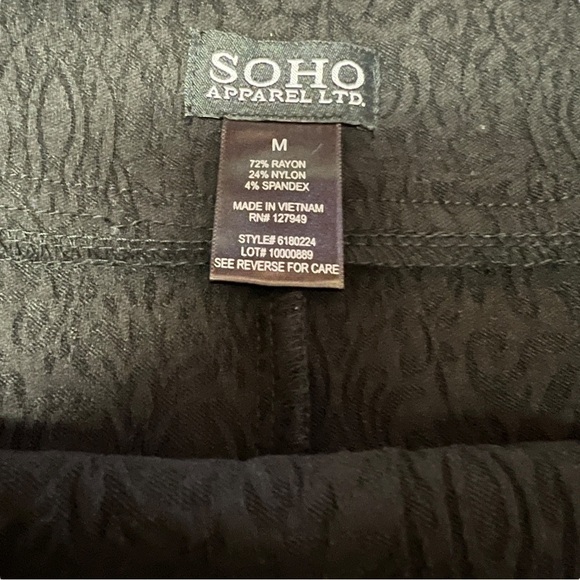 SOHO
APPAREL LTD.
M
72% RAYON
24% NYLON
4% SPANDEX
MADE IN VIETNAM
RN# 127949
STYLE# 6180224
LOT# 10000889
SEE REVERSE FOR CARE